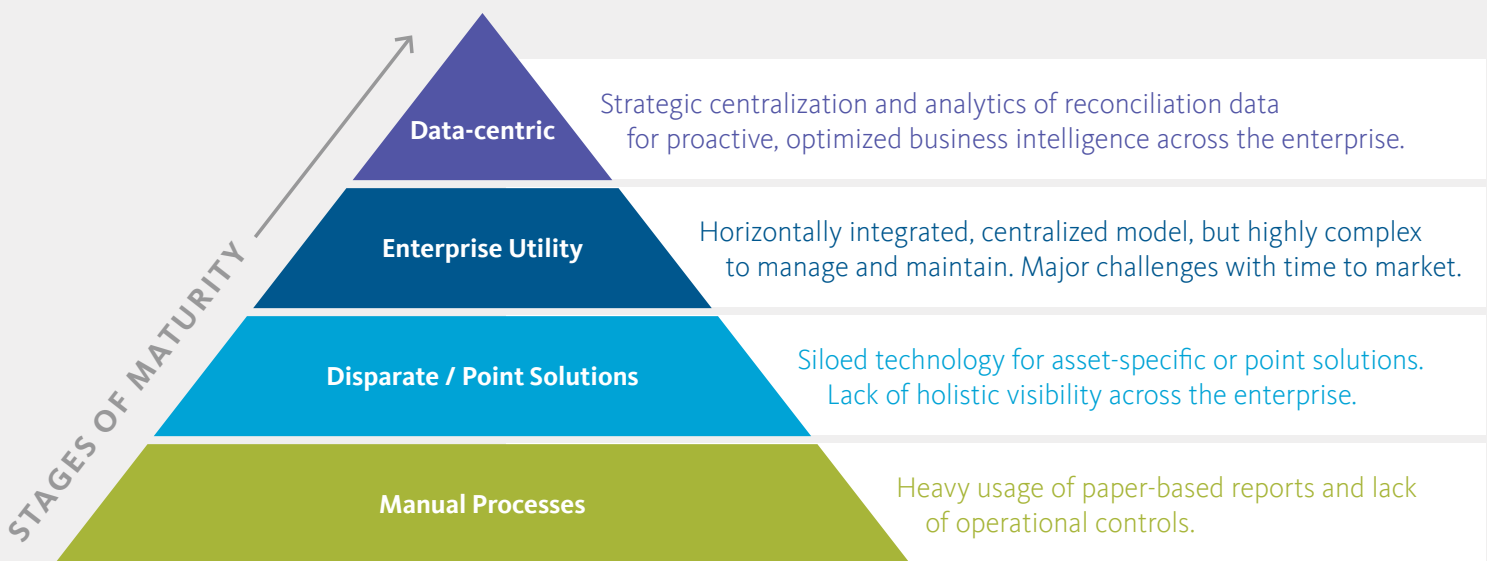 STAGES OF MATURITY
Data-centric
Strategic centralization and analytics of reconciliation data
for proactive, optimized business intelligence across the enterprise.
Enterprise Utility
Horizontally integrated, centralized model, but highly complex
to manage and maintain. Major challenges with time to market.
Disparate / Point Solutions
Siloed technology for asset-specific or point solutions.
Lack of holistic visibility across the enterprise.
Manual Processes
Heavy usage of paper-based reports and lack
of operational controls.